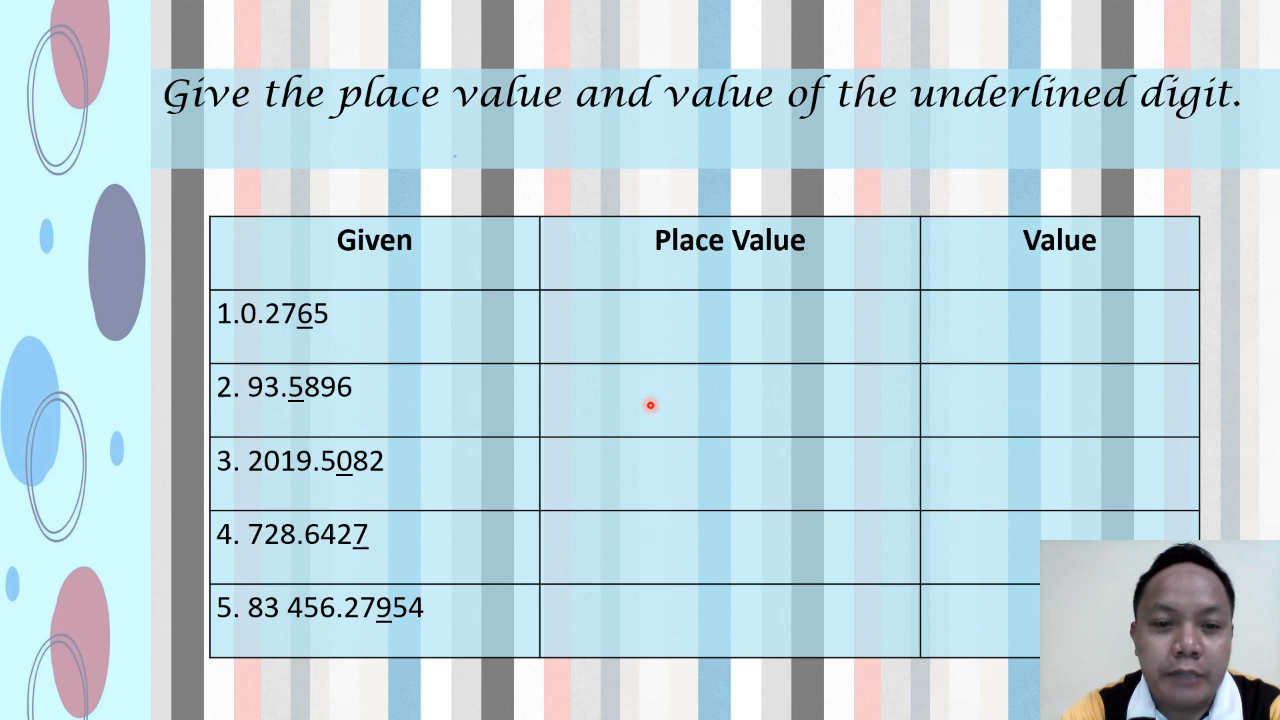 Give the place value and value of the underlined digit.
Given Place Value Value
1.0.2765
2. 93.5896
3. 2019.5082
4. 728.6427
5. 83 456.27954